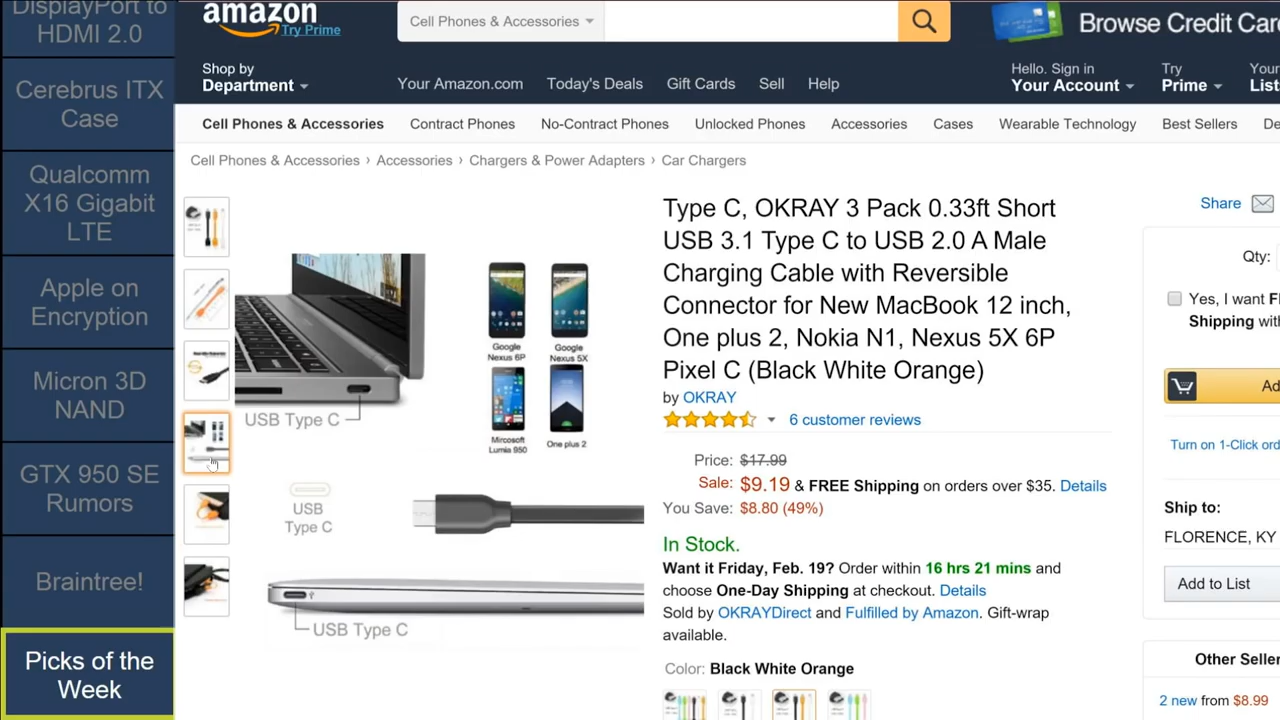 DisplayPort to
HDMI 2.0
Cerebrus ITX
Case
Qualcomm
X16 Gigabit
LTE
Apple on
Encryption
Micron 3D
NAND
GTX 950 SE
Rumors
Braintree!
Picks of the
Week
amazon
Try Prime
Cell Phones & Accessories
Browse Credit Car
Shop by
Department
Your Amazon.com
Today's Deals
Gift Cards
Sell
Help
Hello. Sign in
Your Account
Try
Prime
Your
List
Cell Phones & Accessories
Contract Phones
No-Contract Phones
Unlocked Phones
Accessories
Cases
Wearable Technology
Best Sellers
De
Cell Phones & Accessories › Accessories › Chargers & Power Adapters › Car Chargers
USB Type C
Google
Nexus 6P
Google
Nexus 5X
Mircosoft
Lumia 950
One plus 2
USB
Type C
USB Type C
Type C, OKRAY 3 Pack 0.33ft Short
USB 3.1 Type C to USB 2.0 A Male
Charging Cable with Reversible
Connector for New MacBook 12 inch,
One plus 2, Nokia N1, Nexus 5X 6P
Pixel C (Black White Orange)
by OKRAY
6 customer reviews
Price: $17.99
Sale: $9.19 & FREE Shipping on orders over $35. Details
You Save: $8.80 (49%)
In Stock.
Want it Friday, Feb. 19? Order within 16 hrs 21 mins and
choose One-Day Shipping at checkout. Details
Sold by OKRAYDirect and Fulfilled by Amazon. Gift-wrap
available.
Color: Black White Orange
Share
Qty:
Yes, I want F
Shipping with
Ad
Turn on 1-Click ord
Ship to:
FLORENCE, KY
Add to List
Other Seller
2 new from $8.99